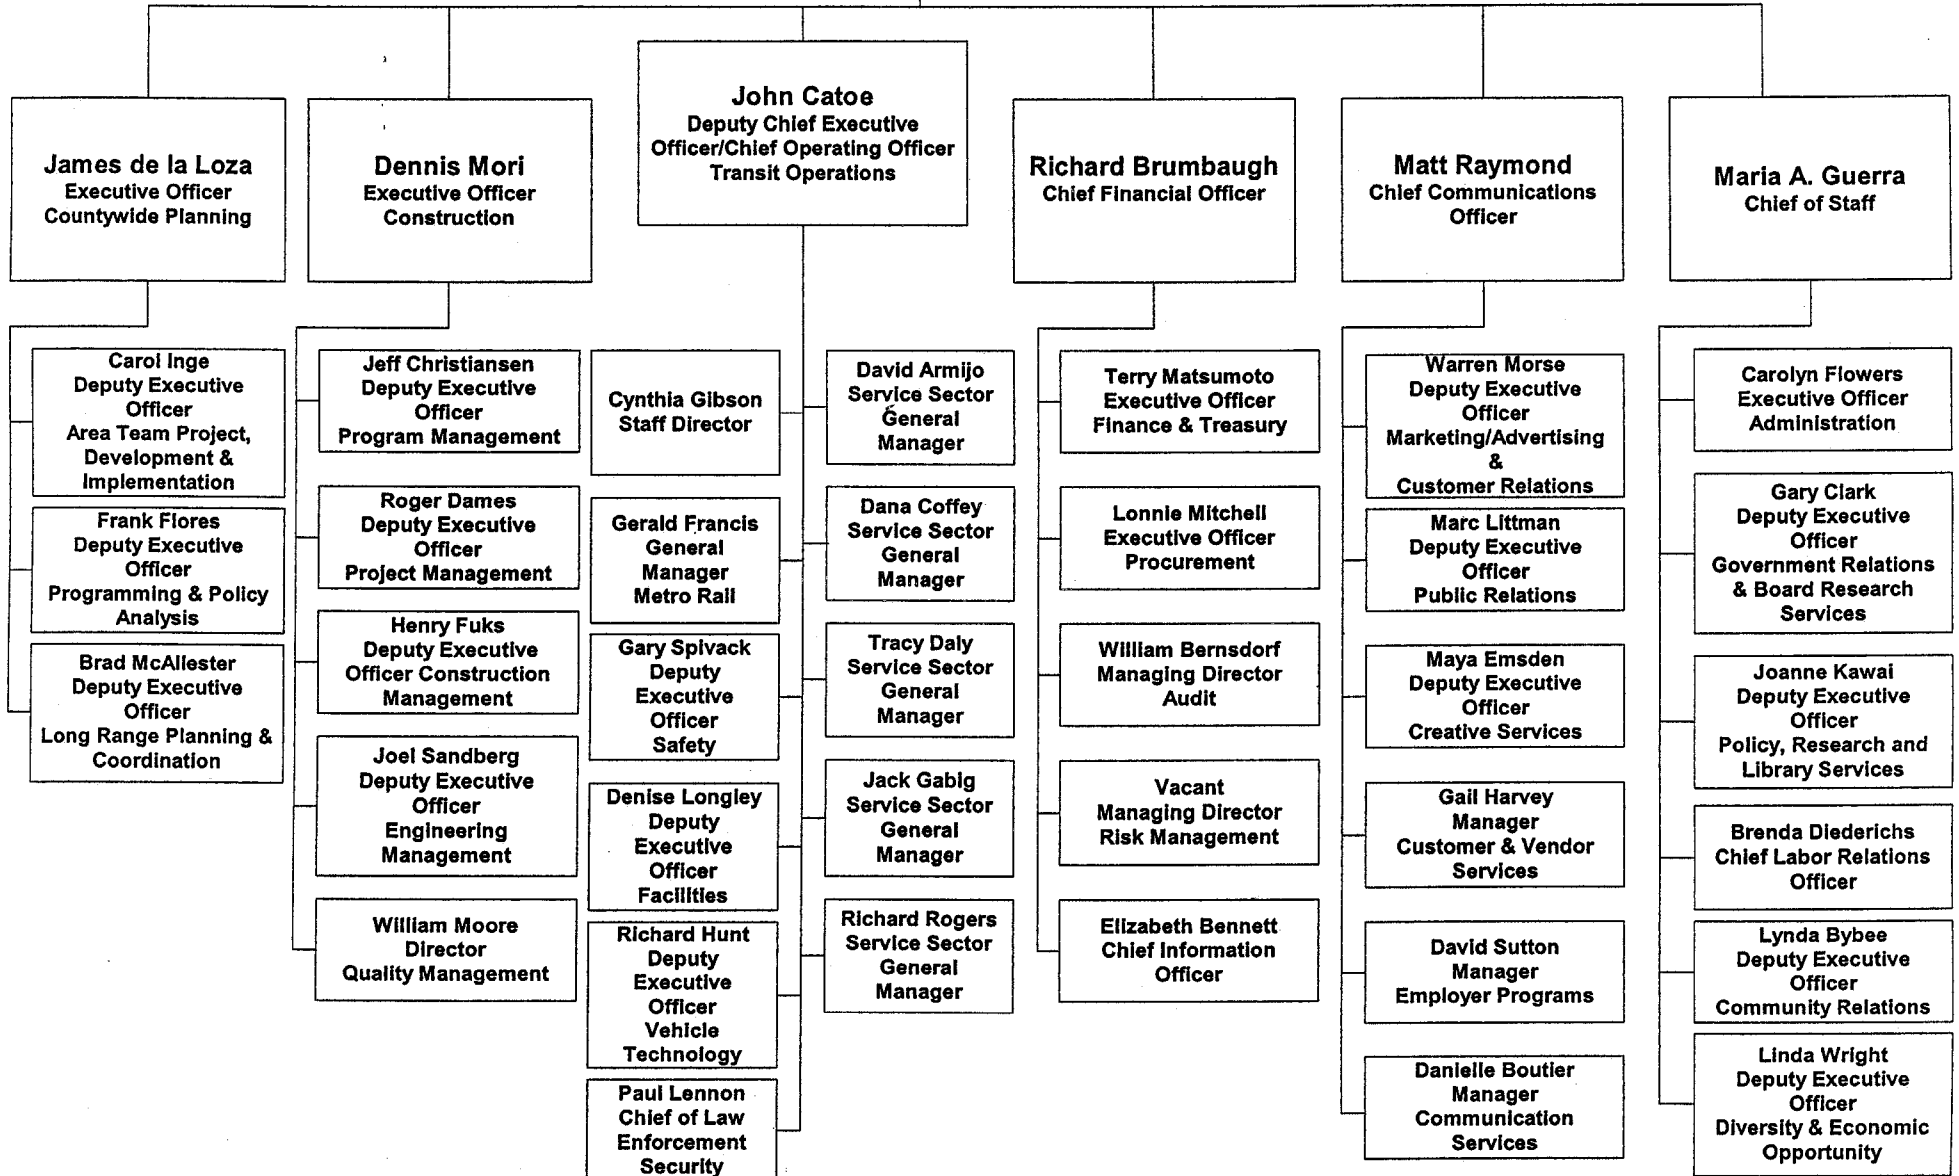 James de la Loza
Executive Officer
Countywide Planning
Carol Inge
Deputy Executive
Officer
Area Team Project,
Development &
Implementation
Frank Flores
Deputy Executive
Officer
Programming & Policy
Analysis
Brad McAllester
Deputy Executive
Officer
Long Range Planning &
Coordination
Dennis Mori
Executive Officer
Construction
Jeff Christiansen
Deputy Executive
Officer
Program Management
Roger Dames
Deputy Executive
Officer
Project Management
Henry Fuks
Deputy Executive
Officer Construction
Management
Joel Sandberg
Deputy Executive
Officer
Engineering
Management
William Moore
Director
Quality Management
John Catoe
Deputy Chief Executive
Officer/Chief Operating Officer
Transit Operations
Cynthia Gibson
Staff Director
Gerald Francis
General
Manager
Metro Rail
Gary Spivack
Deputy
Executive
Officer
Safety
Denise Longley
Deputy
Executive
Officer
Facilities
Richard Hunt
Deputy
Executive
Officer
Vehicle
Technology
Paul Lennon
Chief of Law
Enforcement
Security
David Armijo
Service Sector
General
Manager
Dana Coffey
Service Sector
General
Manager
Tracy Daly
Service Sector
General
Manager
Jack Gabig
Service Sector
General
Manager
Richard Rogers
Service Sector
General
Manager
Richard Brumbaugh
Chief Financial Officer
Terry Matsumoto
Executive Officer
Finance & Treasury
Lonnie Mitchell
Executive Officer
Procurement
William Bernsdorf
Managing Director
Audit
Vacant
Managing Director
Risk Management
Elizabeth Bennett
Chief Information
Officer
Matt Raymond
Chief Communications
Officer
Warren Morse
Deputy Executive
Officer
Marketing/Advertising
&
Customer Relations
Marc Littman
Deputy Executive
Officer
Public Relations
Maya Emsden
Deputy Executive
Officer
Creative Services
Gail Harvey
Manager
Customer & Vendor
Services
David Sutton
Manager
Employer Programs
Danielle Boutier
Manager
Communication
Services
Maria A. Guerra
Chief of Staff
Carolyn Flowers
Executive Officer
Administration
Gary Clark
Deputy Executive
Officer
Government Relations
& Board Research
Services
Joanne Kawai
Deputy Executive
Officer
Policy, Research and
Library Services
Brenda Diederichs
Chief Labor Relations
Officer
Lynda Bybee
Deputy Executive
Officer
Community Relations
Linda Wright
Deputy Executive
Officer
Diversity & Economic
Opportunity